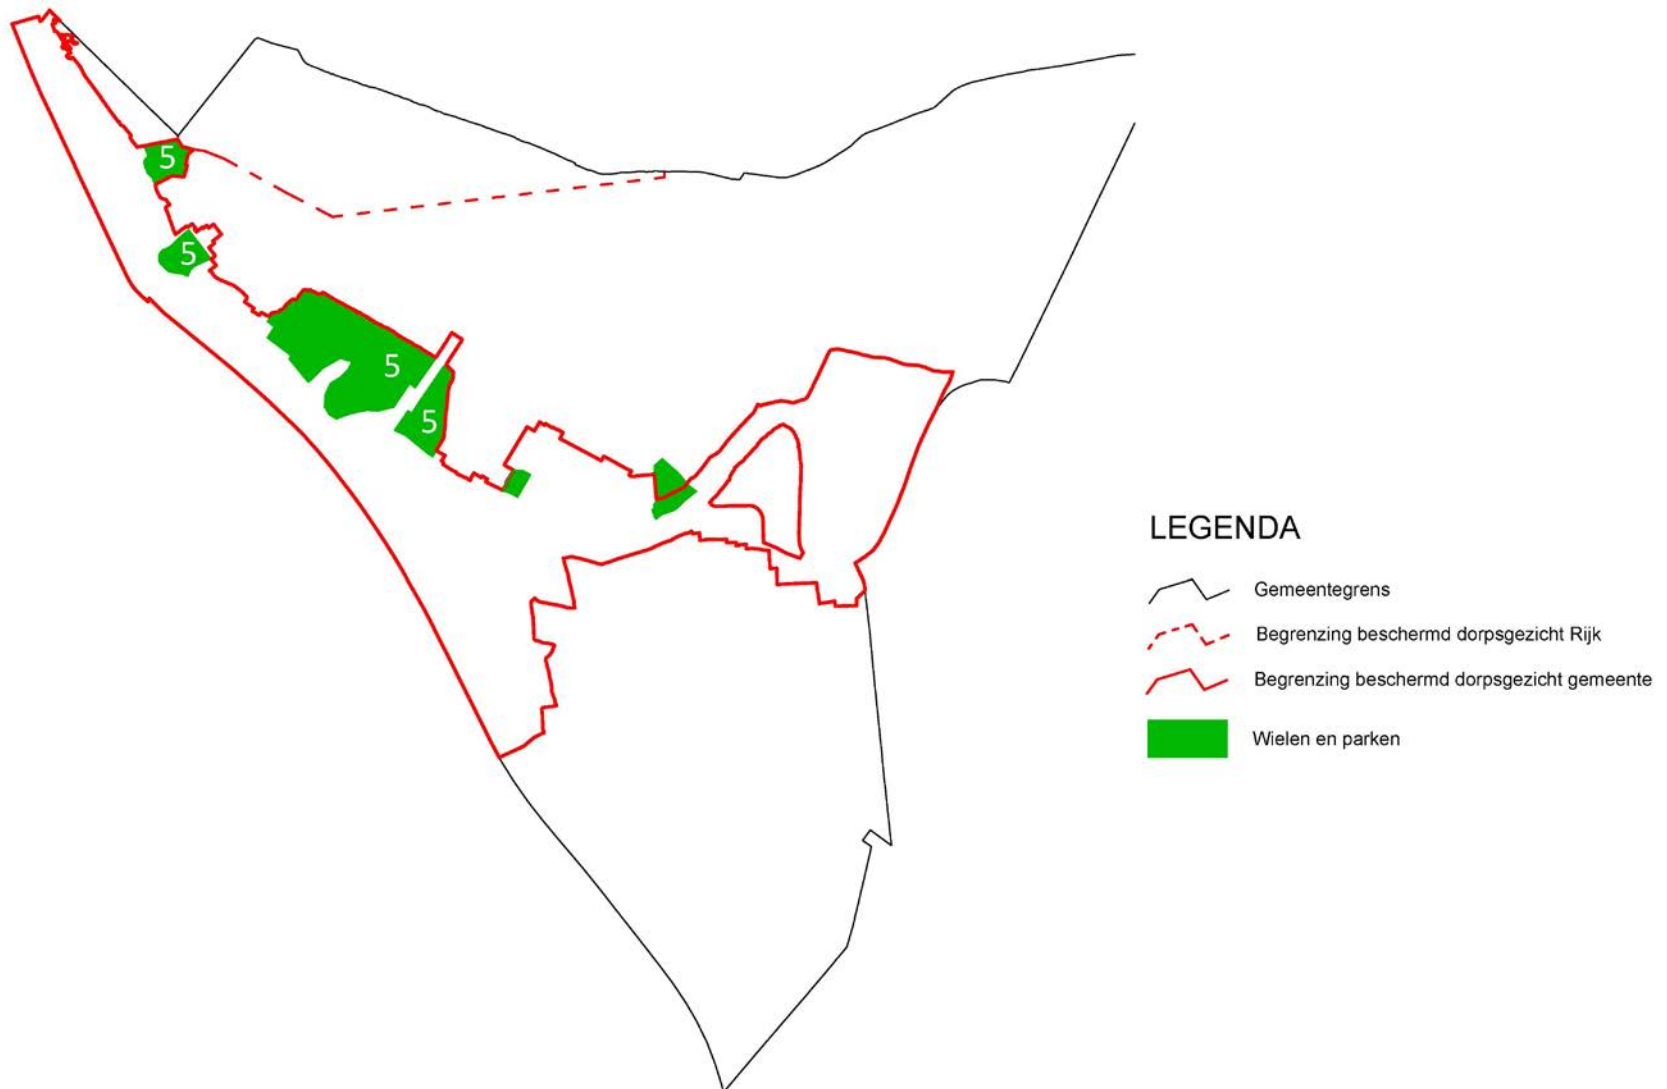 5
5
5
5
LEGENDA
Gemeentegrens
Begrenzing beschermd dorpsgezicht Rijk
Begrenzing beschermd dorpsgezicht gemeente
Wielen en parken